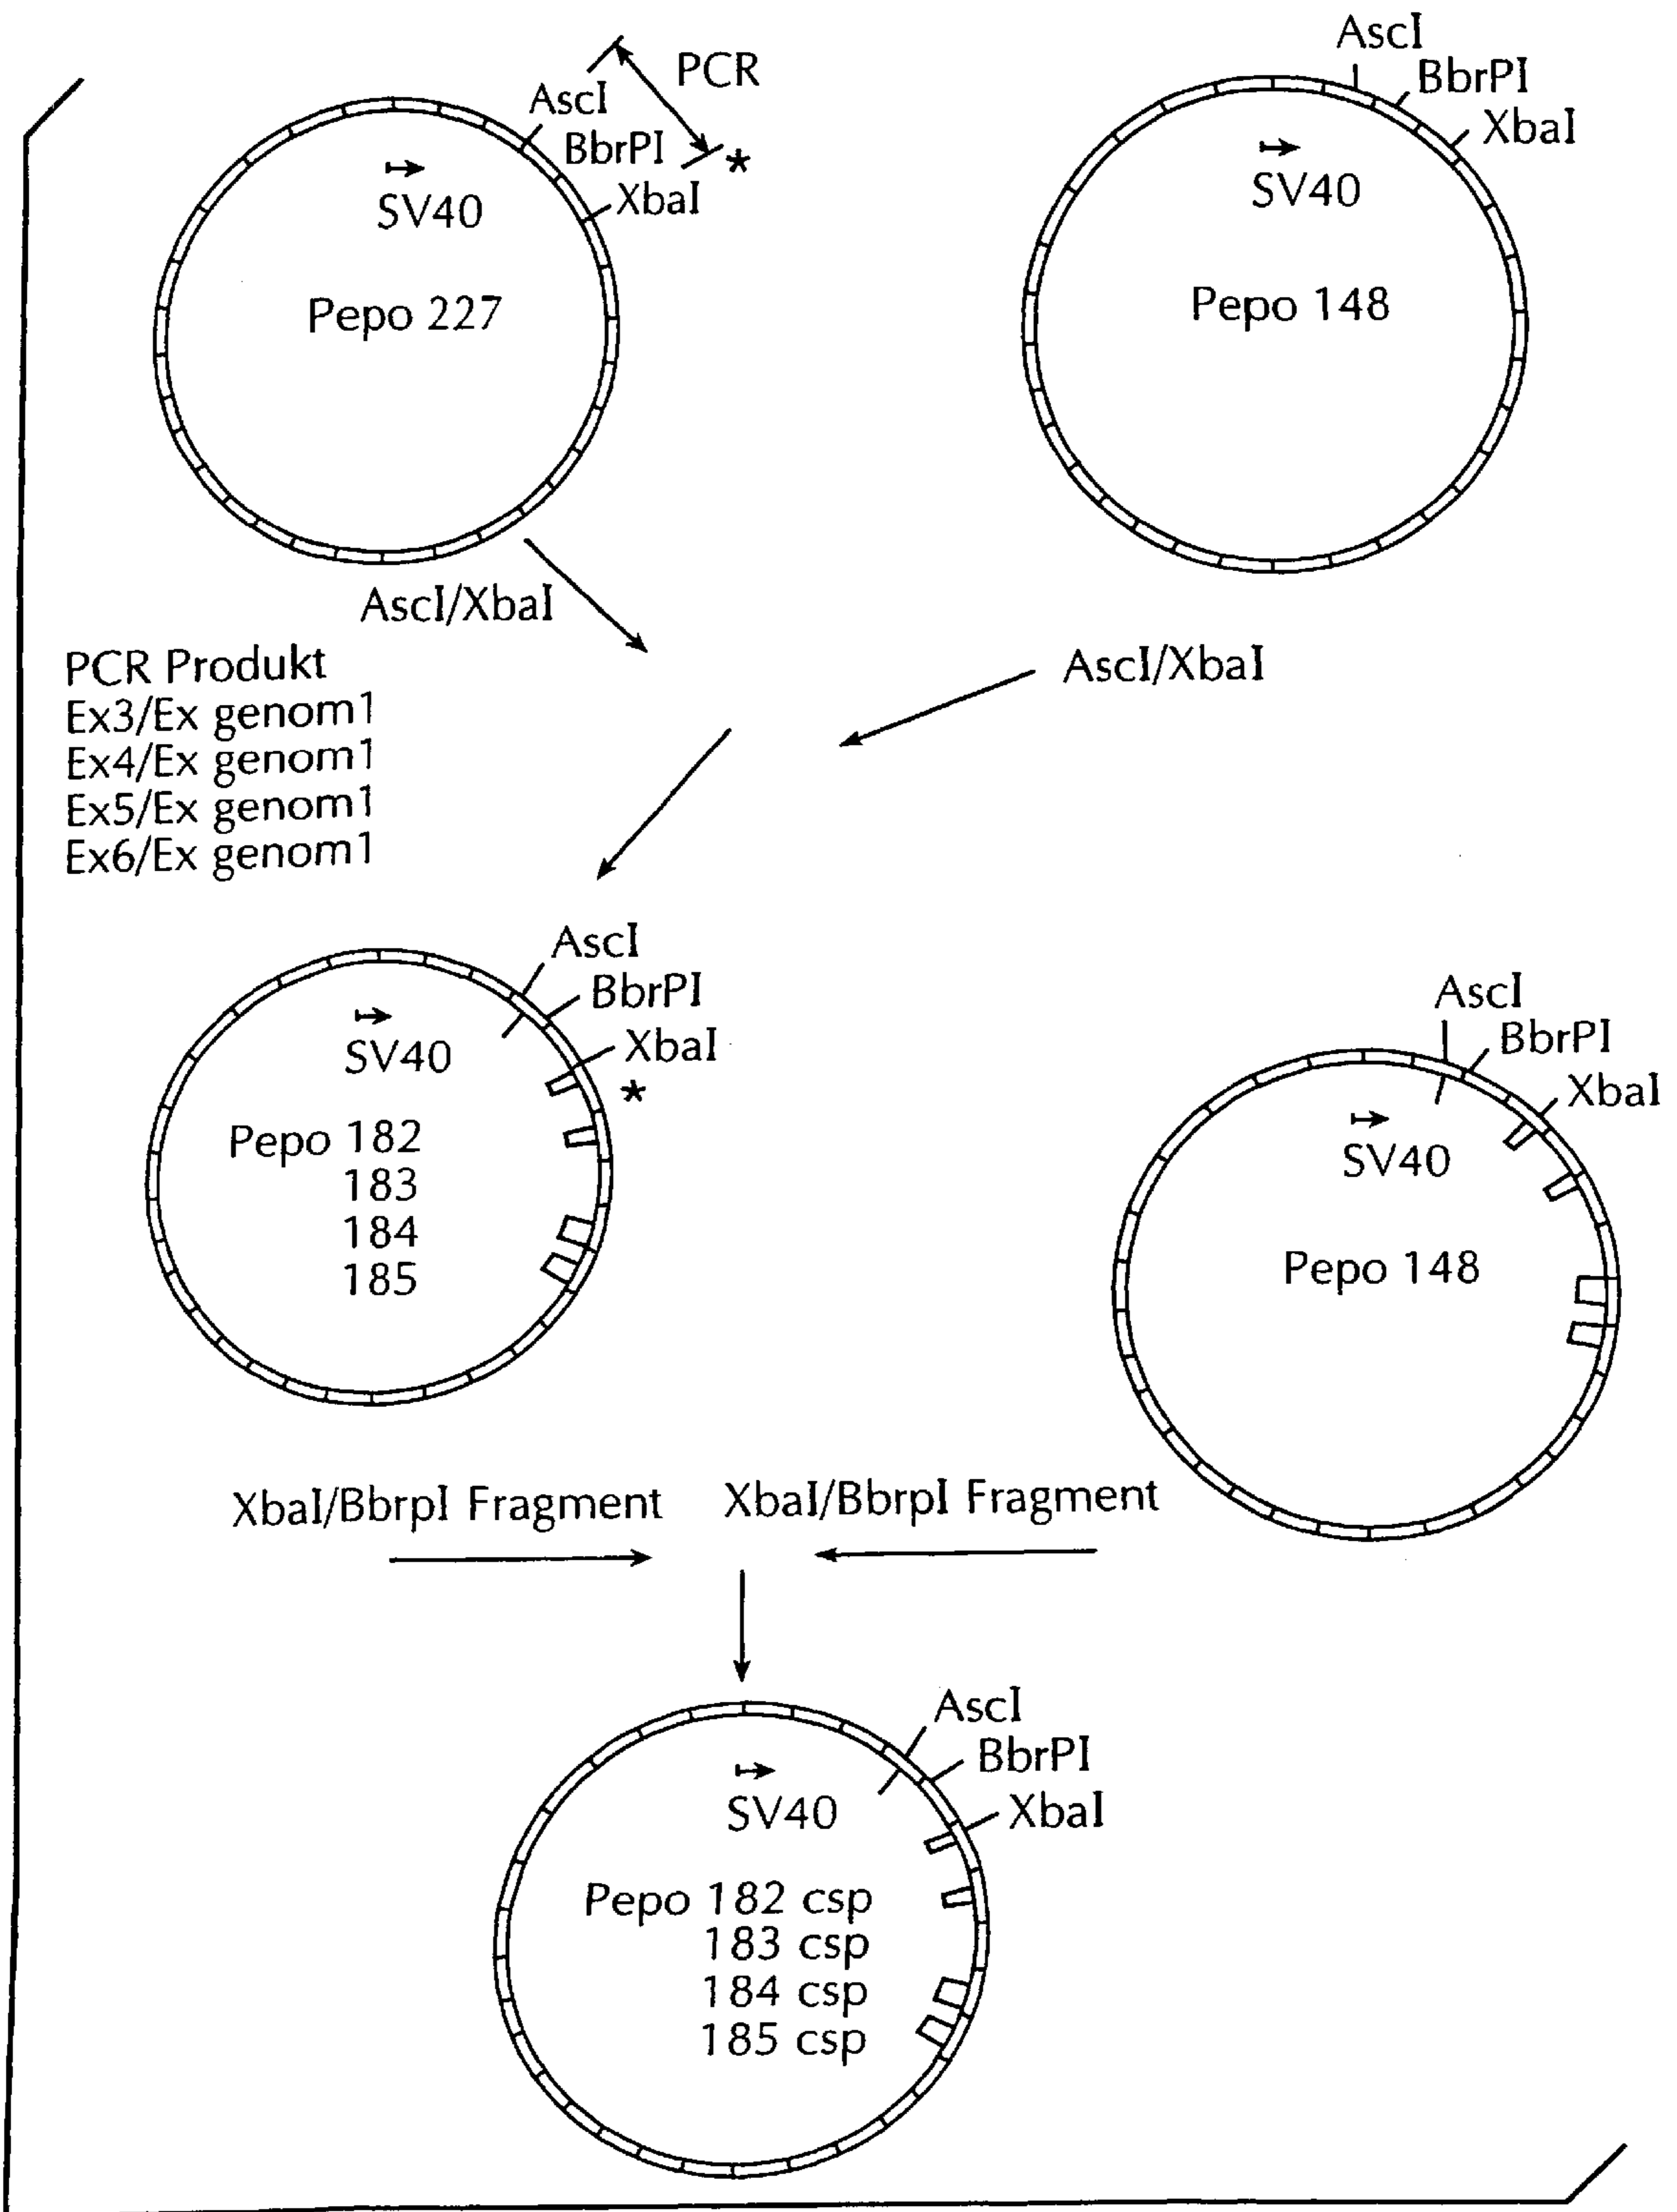 PCR
AscI
BbrPI
*
XbaI
SV40
Pepo 227
AscI
BbrPI
XbaI
SV40
Pepo 148
AscI/XbaI
AscI/XbaI
PCR Produkt
Ex3/Ex genom1
Ex4/Ex genom1
Ex5/Ex genom1
Ex6/Ex genom1
AscI
BbrPI
XbaI
*
SV40
Pepo 182
183
184
185
AscI
BbrPI
XbaI
SV40
Pepo 148
XbaI/BbrpI Fragment
XbaI/BbrpI Fragment
AscI
BbrPI
XbaI
SV40
Pepo 182 csp
183 csp
184 csp
185 csp